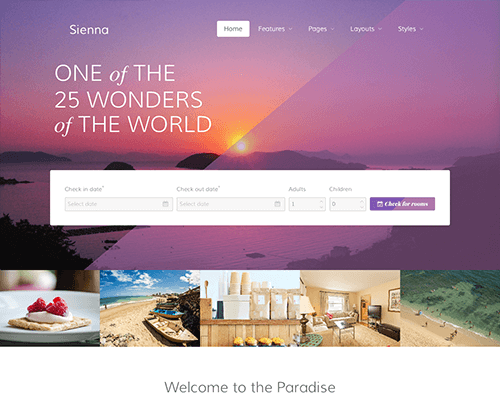 Sienna
Home Features Pages Layouts Styles
ONE of THE
25 WONDERS
of THE WORLD
Check in date* Check out date* Adults Children
Select date Select date 1 0 Check for rooms
Welcome to the Paradise